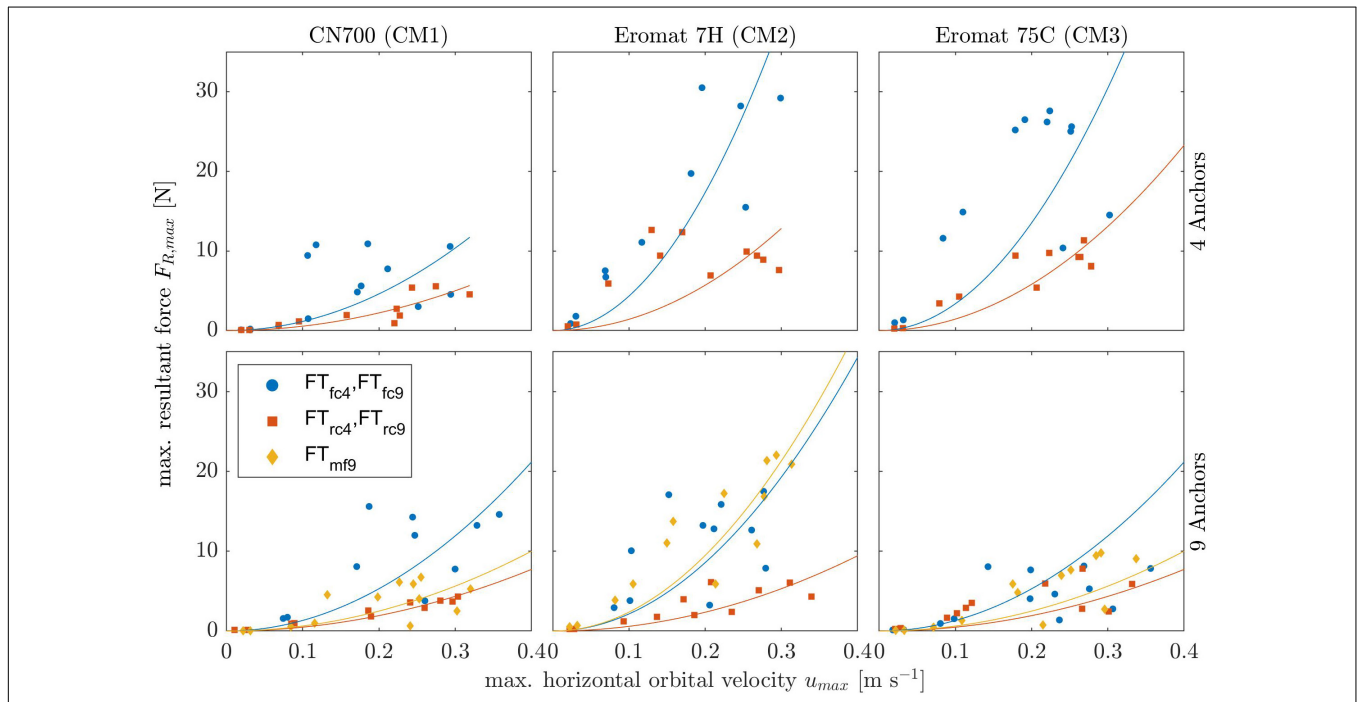 CN700 (CM1) Eromat 7H (CM2) Eromat 75C (CM3)
max. resultant force F_{R,max} [N]
30
20
10
0
4 Anchors
30
20
10
0
FT_{fc4},FT_{fc9}
FT_{rc4},FT_{rc9}
FT_{mf9}
9 Anchors
0 0.1 0.2 0.3 0.1 0.2 0.3 0.4 0.1 0.2 0.3 0.4
max. horizontal orbital velocity u_{max} [m s⁻¹]